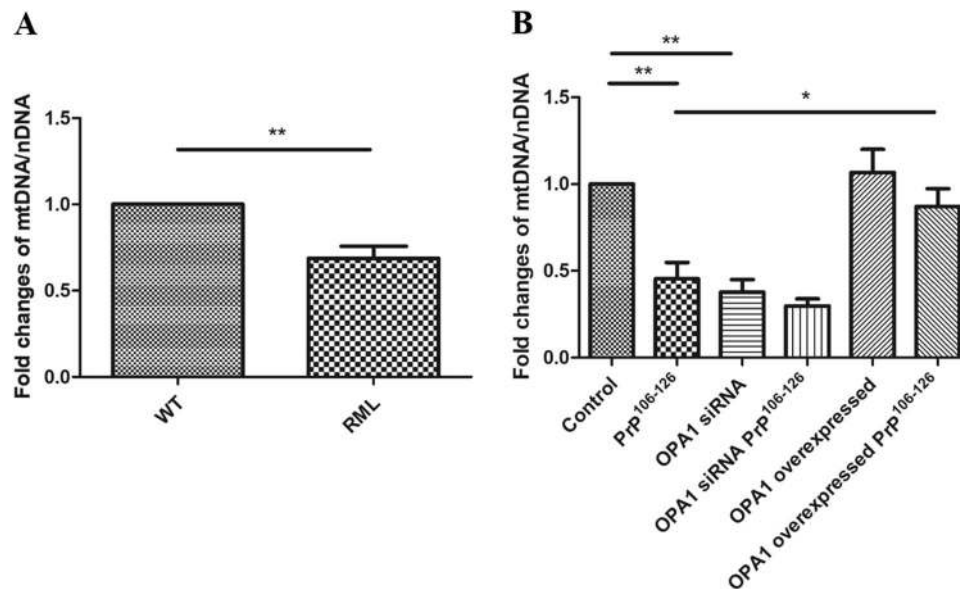 A
Fold changes of mtDNA/nDNA
1.5
1.0
0.5
0.0
**
WT
RML
B
Fold changes of mtDNA/nDNA
1.5
1.0
0.5
0.0
**
**
*
Control
PrP106-126
OPA1 siRNA
OPA1 siRNA PrP106-126
OPA1 overexpressed
OPA1 overexpressed PrP106-126